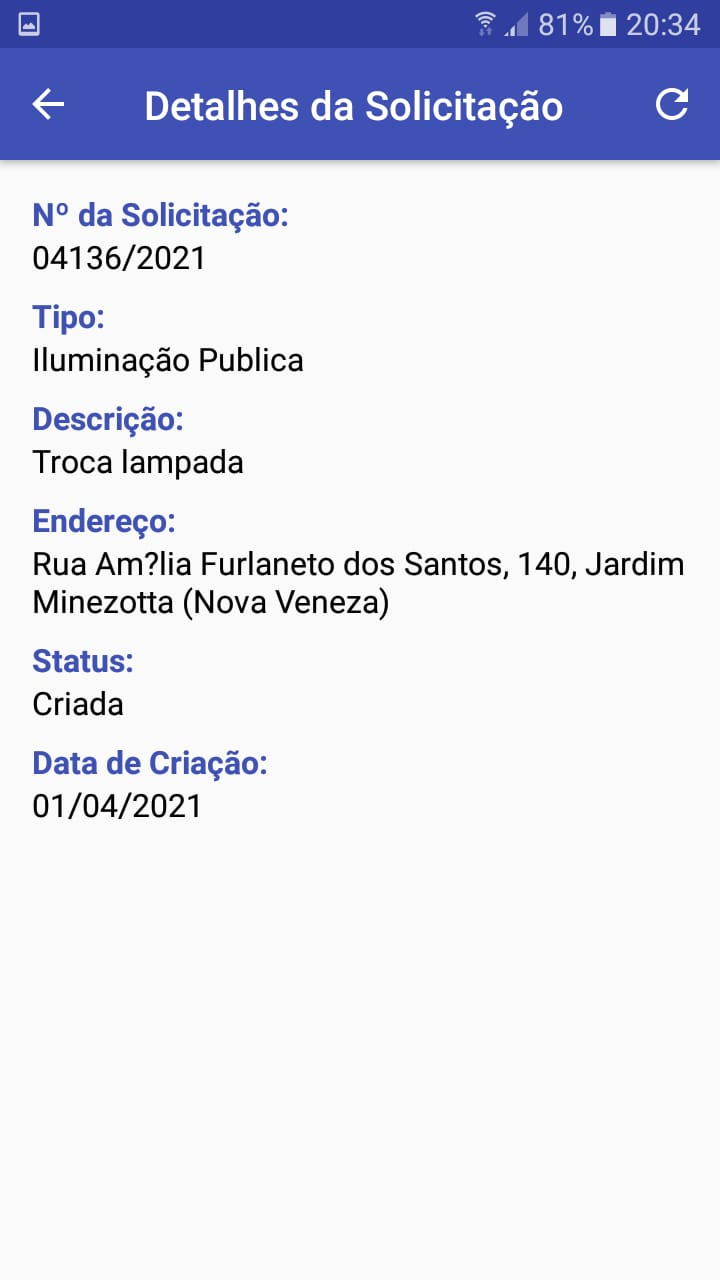 81% 20:34
Detalhes da Solicitação
Nº da Solicitação:
04136/2021
Tipo:
Iluminação Publica
Descrição:
Troca lampada
Endereço:
Rua Am?lia Furlaneto dos Santos, 140, Jardim
Minezotta (Nova Veneza)
Status:
Criada
Data de Criação:
01/04/2021